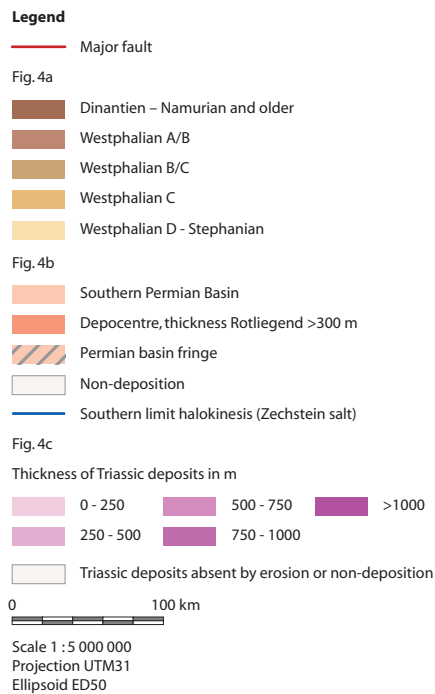 Legend
Major fault
Fig. 4a
Dinantien – Namurian and older
Westphalian A/B
Westphalian B/C
Westphalian C
Westphalian D - Stephanian
Fig. 4b
Southern Permian Basin
Depocentre, thickness Rotliegend >300 m
Permian basin fringe
Non-deposition
Southern limit halokinesis (Zechstein salt)
Fig. 4c
Thickness of Triassic deposits in m
0 - 250 500 - 750 >1000
250 - 500 750 - 1000
Triassic deposits absent by erosion or non-deposition
0 100 km
Scale 1 : 5 000 000
Projection UTM31
Ellipsoid ED50